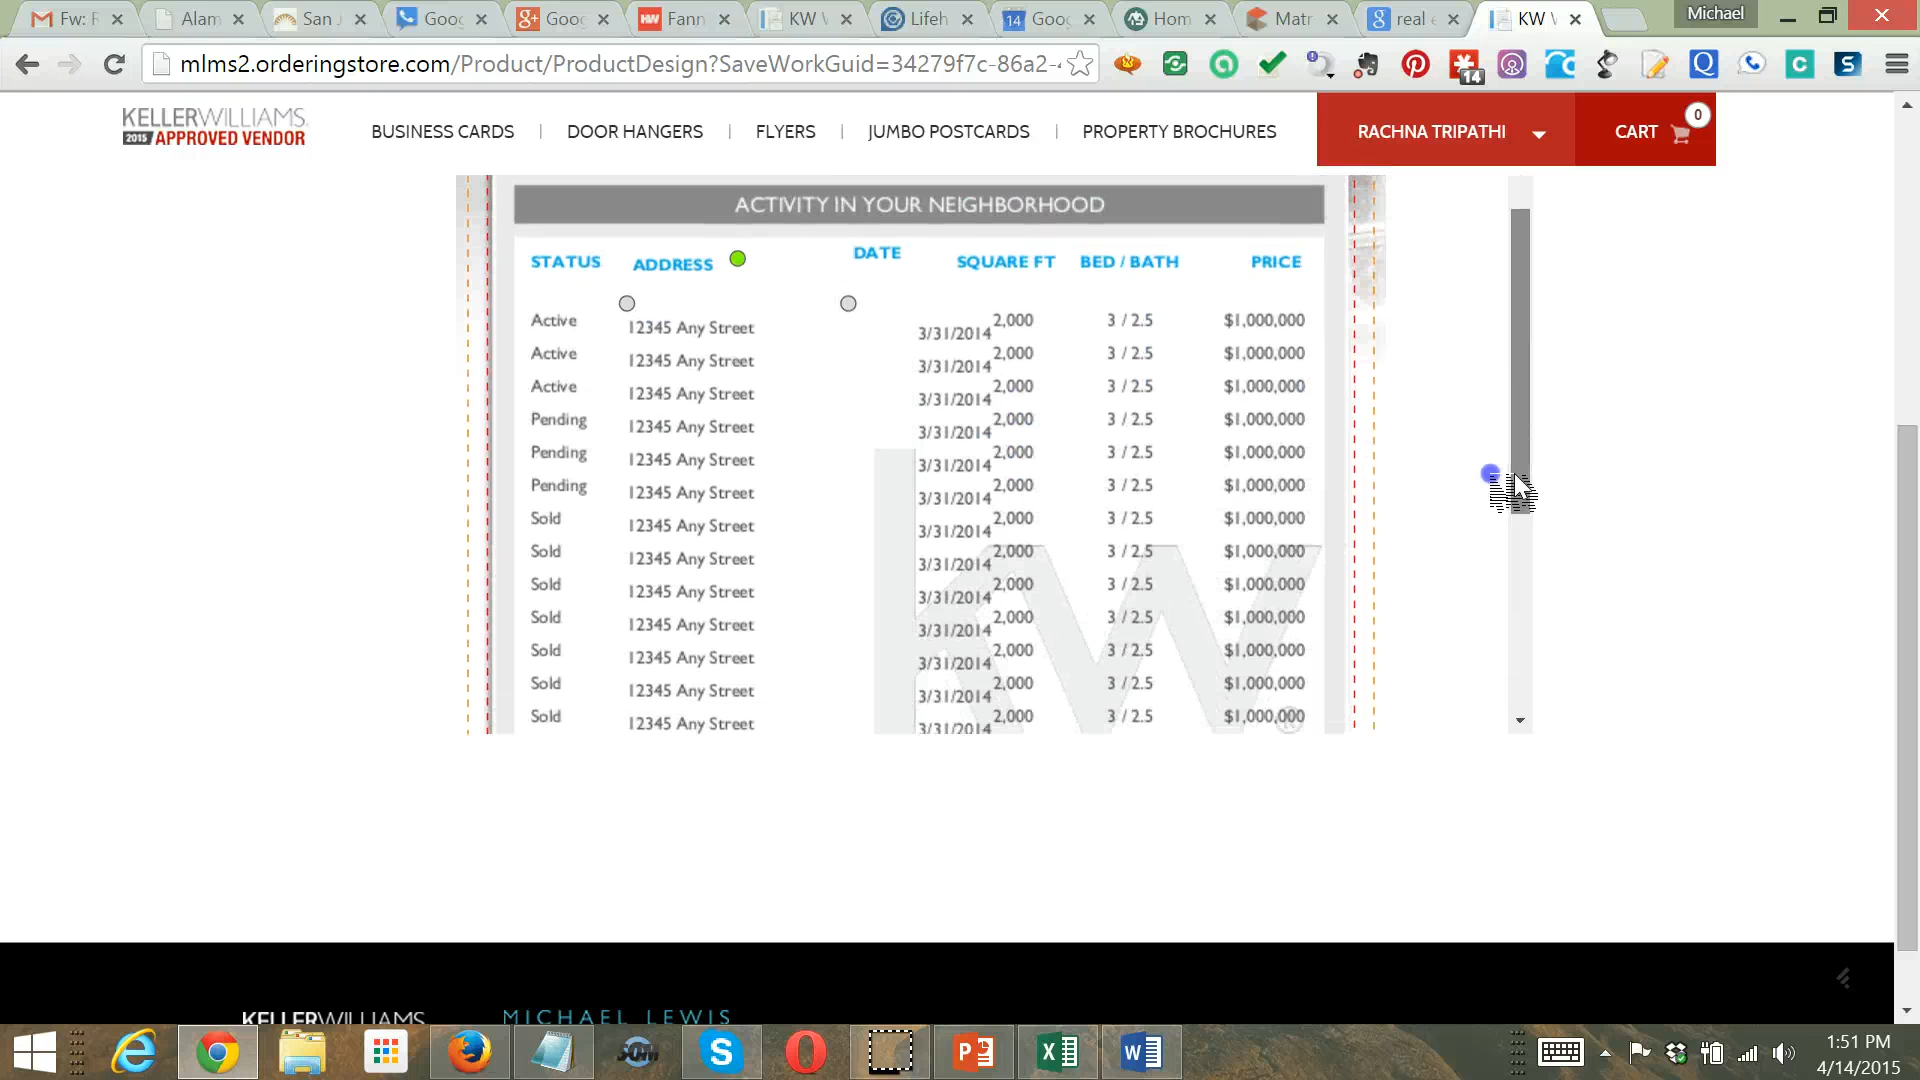 Fw: F
Alam
San
Goog
Goog
Fann
KW V
Lifeh
14 Goog
Hom
Matr
real e
KW V
Michael
mlms2.orderingstore.com/Product/ProductDesign?SaveWorkGuid=34279f7c-86a2-
14
KELLERWILLIAMS
2015 APPROVED VENDOR
BUSINESS CARDS | DOOR HANGERS | FLYERS | JUMBO POSTCARDS | PROPERTY BROCHURES
RACHNA TRIPATHI
CART 0
ACTIVITY IN YOUR NEIGHBORHOOD
STATUS ADDRESS DATE SQUARE FT BED / BATH PRICE
Active 12345 Any Street 3/31/2014 2,000 3 / 2.5 $1,000,000
Active 12345 Any Street 3/31/2014 2,000 3 / 2.5 $1,000,000
Active 12345 Any Street 3/31/2014 2,000 3 / 2.5 $1,000,000
Pending 12345 Any Street 3/31/2014 2,000 3 / 2.5 $1,000,000
Pending 12345 Any Street 3/31/2014 2,000 3 / 2.5 $1,000,000
Pending 12345 Any Street 3/31/2014 2,000 3 / 2.5 $1,000,000
Sold 12345 Any Street 3/31/2014 2,000 3 / 2.5 $1,000,000
Sold 12345 Any Street 3/31/2014 2,000 3 / 2.5 $1,000,000
Sold 12345 Any Street 3/31/2014 2,000 3 / 2.5 $1,000,000
Sold 12345 Any Street 3/31/2014 2,000 3 / 2.5 $1,000,000
Sold 12345 Any Street 3/31/2014 2,000 3 / 2.5 $1,000,000
Sold 12345 Any Street 3/31/2014 2,000 3 / 2.5 $1,000,000
Sold 12345 Any Street 3/31/2014 2,000 3 / 2.5 $1,000,000
kw
KELLERWILLIAMS
MICHAEL LEWIS
1:51 PM
4/14/2015